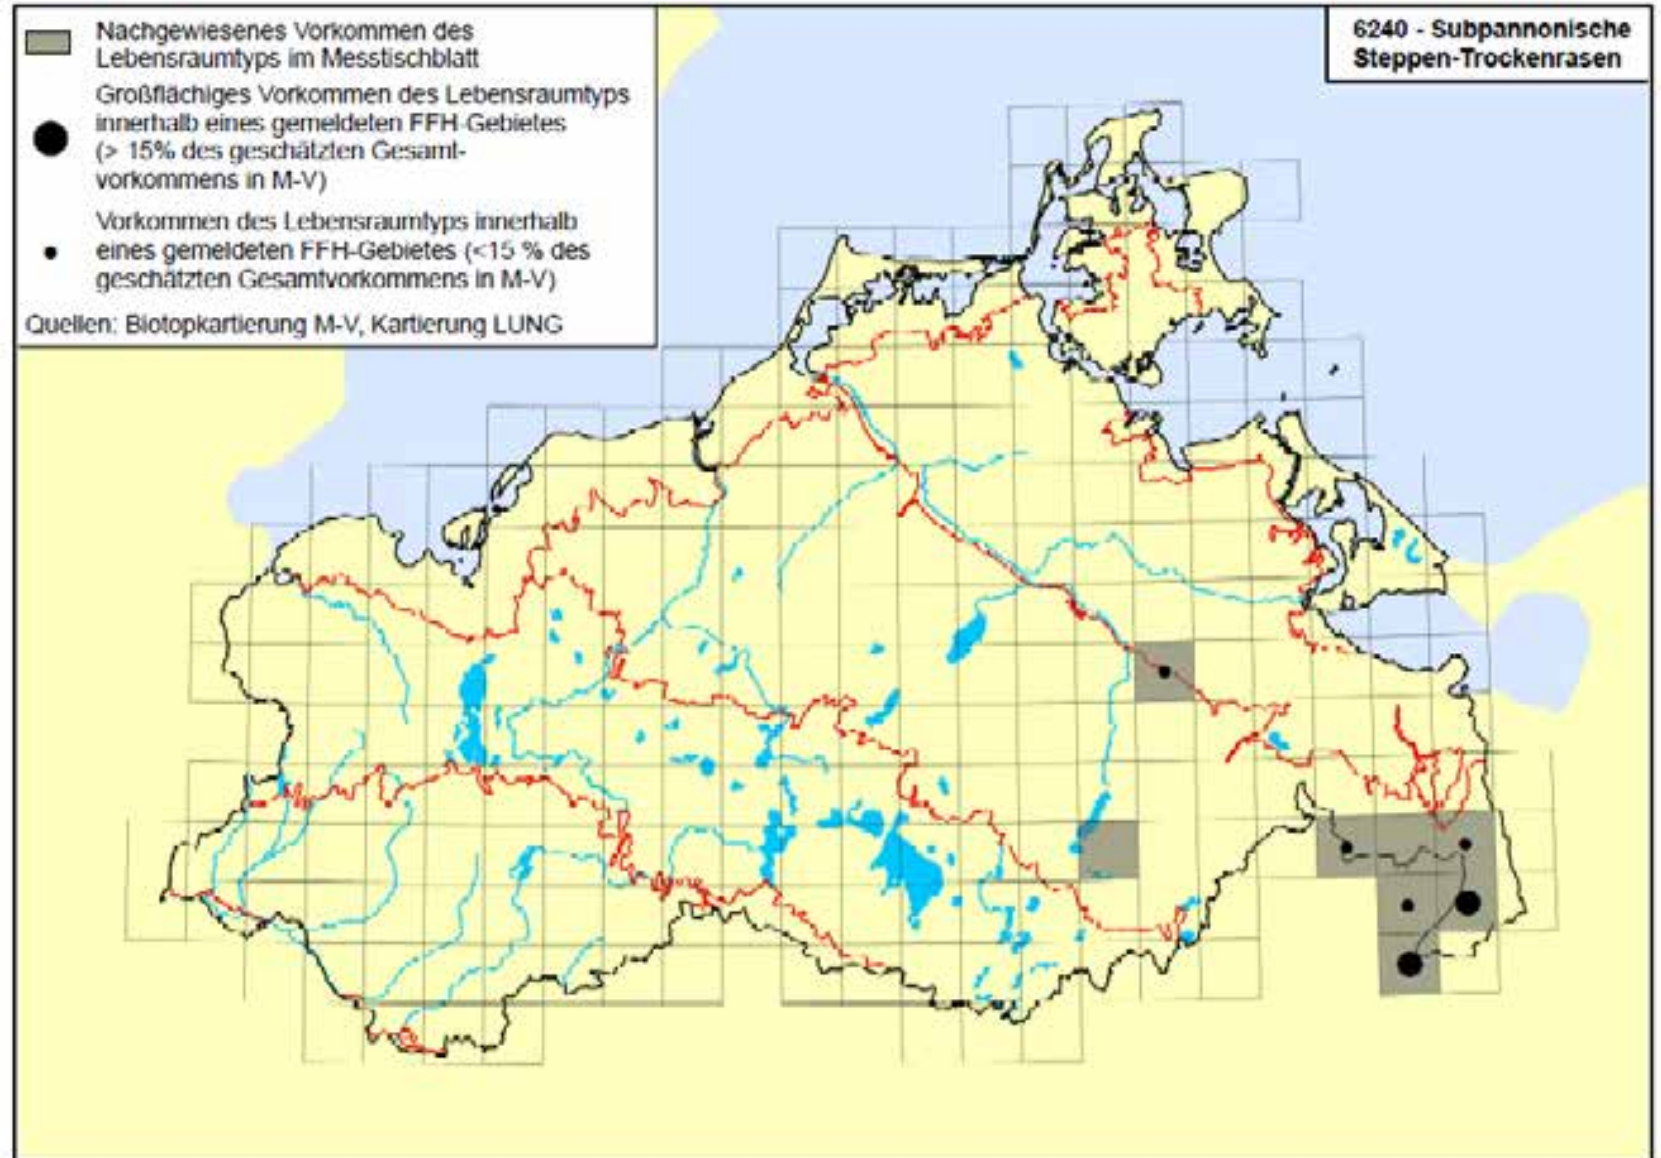 Nachgewiesenes Vorkommen des
Lebensraumtyps im Messtischblatt
Großflächiges Vorkommen des Lebensraumtyps
innerhalb eines gemeldeten FFH-Gebietes
(> 15% des geschätzten Gesamt-
vorkommens in M-V)
Vorkommen des Lebensraumtyps innerhalb
eines gemeldeten FFH-Gebietes (<15 % des
geschätzten Gesamtvorkommens in M-V)
Quellen: Biotopkartierung M-V, Kartierung LUNG
6240 - Subpannonische
Steppen-Trockenrasen